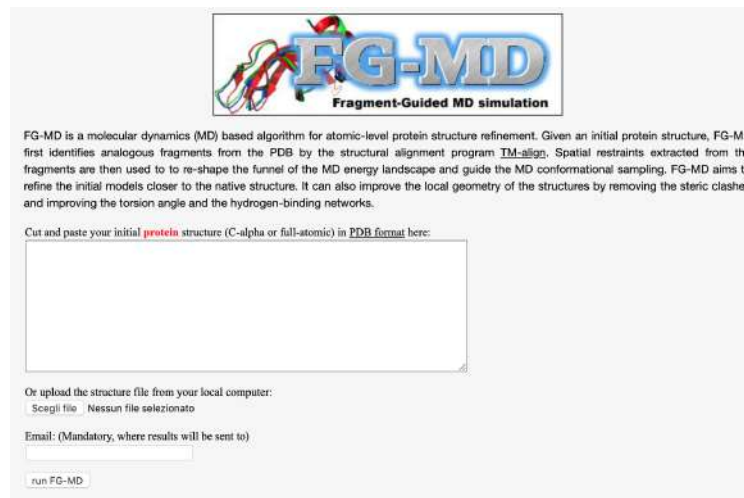 FG-MD
Fragment-Guided MD simulation
FG-MD is a molecular dynamics (MD) based algorithm for atomic-level protein structure refinement. Given an initial protein structure, FG-M
first identifies analogous fragments from the PDB by the structural alignment program TM-align. Spatial restraints extracted from th
fragments are then used to to re-shape the funnel of the MD energy landscape and guide the MD conformational sampling. FG-MD aims t
refine the initial models closer to the native structure. It can also improve the local geometry of the structures by removing the steric clashe
and improving the torsion angle and the hydrogen-binding networks.
Cut and paste your initial protein structure (C-alpha or full-atomic) in PDB format here:
Or upload the structure file from your local computer:
Scegli file Nessun file selezionato
Email: (Mandatory, where results will be sent to)
run FG-MD